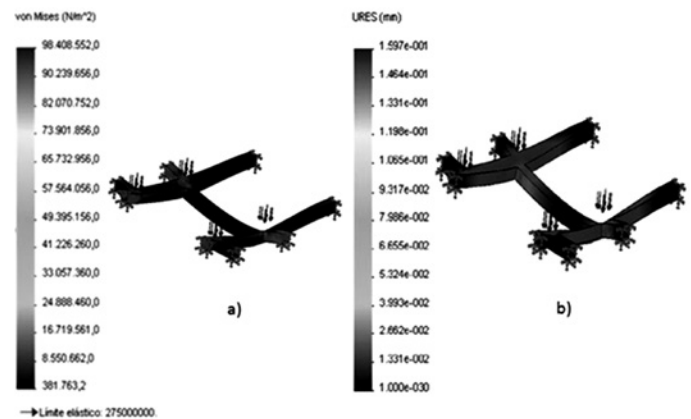 von Mises (N/m^2)
98.408.552,0
90.239.656,0
82.070.752,0
73.901.856,0
65.732.956,0
57.564.056,0
49.395.156,0
41.226.260,0
33.057.360,0
24.888.460,0
16.719.561,0
8.550.662,0
381.763,2
Límite elástico: 275000000.
a)
URES (mm)
1.597e-001
1.464e-001
1.331e-001
1.198e-001
1.065e-001
9.317e-002
7.986e-002
6.655e-002
5.324e-002
3.993e-002
2.662e-002
1.331e-002
1.000e-030
b)